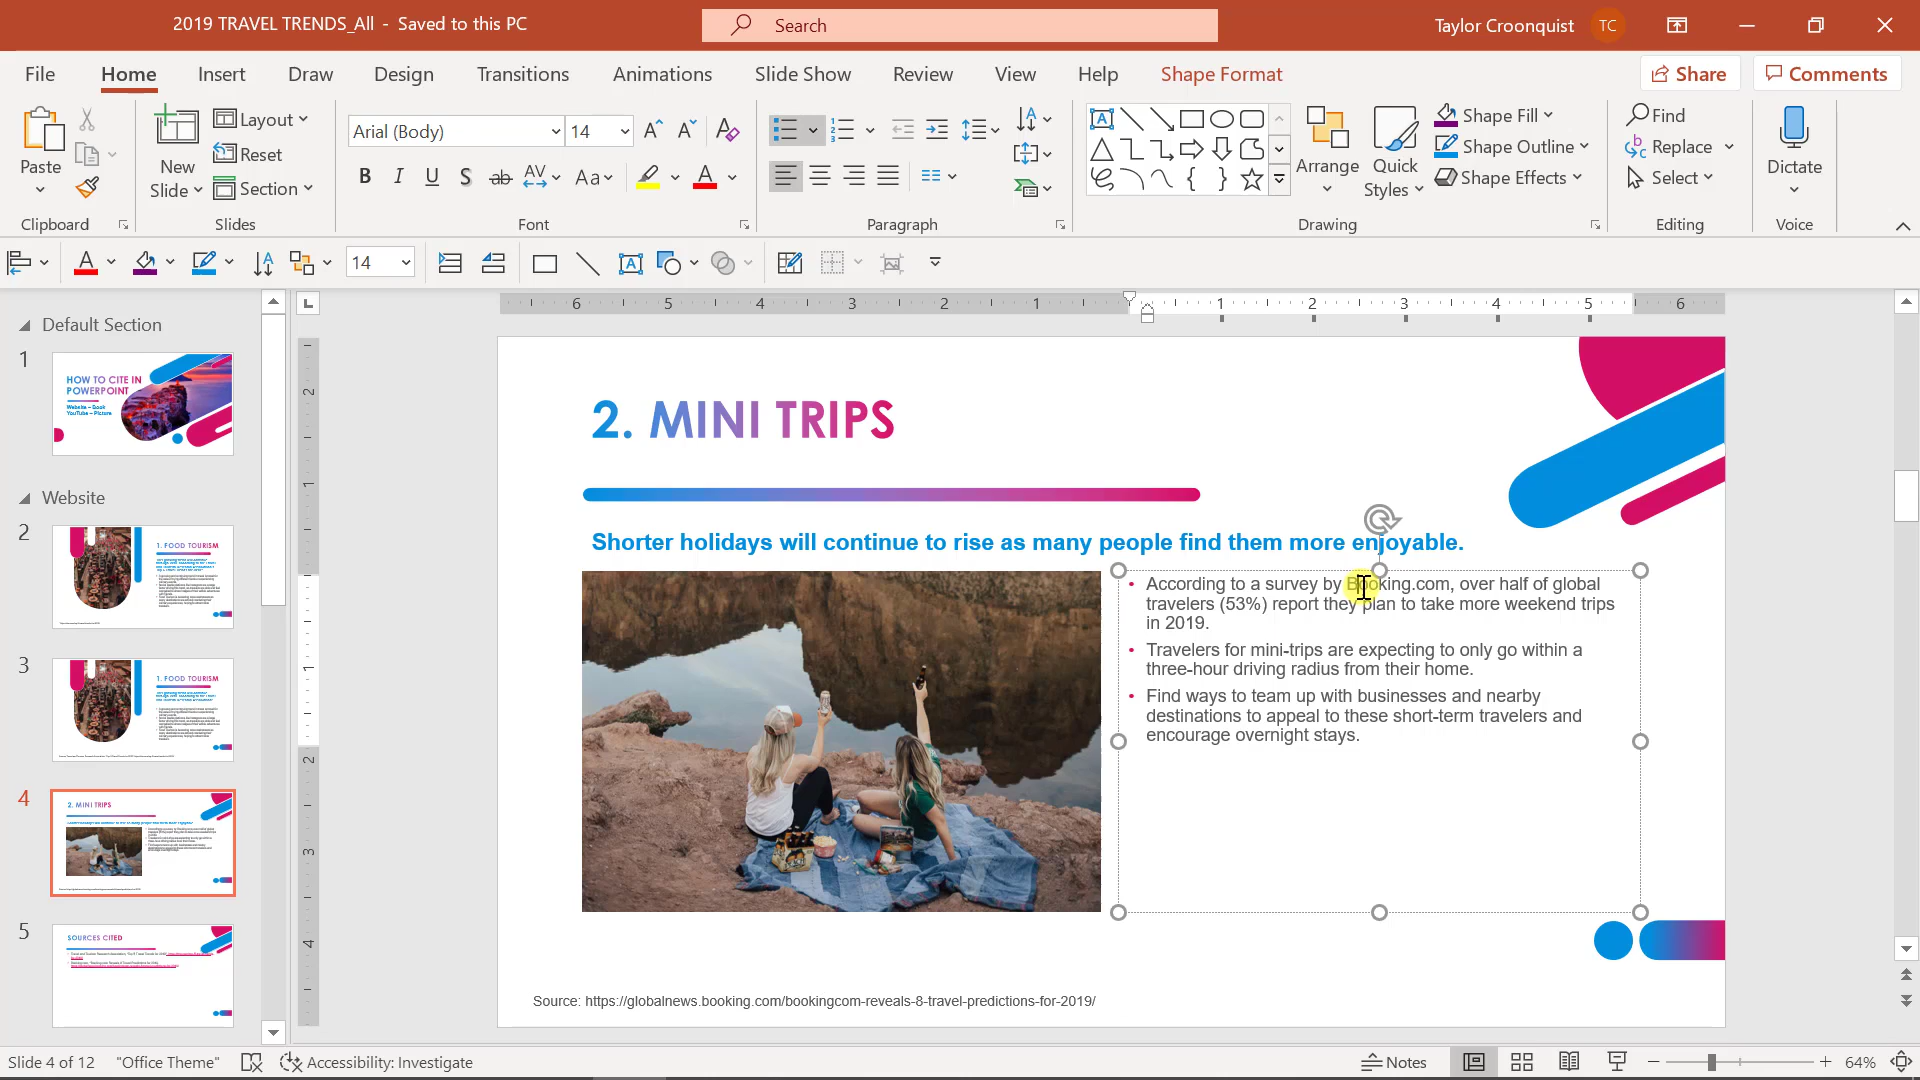 2019 TRAVEL TRENDS_All - Saved to this PC
Search
Taylor Croonquist TC
File Home Insert Draw Design Transitions Animations Slide Show Review View Help Shape Format
Share Comments
Paste
New Slide
Layout
Reset
Section
Arial (Body) 14
Arrange
Quick Styles
Shape Fill
Shape Outline
Shape Effects
Find
Replace
Select
Dictate
Clipboard Slides Font Paragraph Drawing Editing Voice
14
Default Section
1
HOW TO CITE IN
POWERPOINT
Website – Book
YouTube – Picture
Website
2
1. FOOD TOURISM
3
1. FOOD TOURISM
4
2. MINI TRIPS
5
SOURCES CITED
2. MINI TRIPS
Shorter holidays will continue to rise as many people find them more enjoyable.
• According to a survey by Booking.com, over half of global
travelers (53%) report they plan to take more weekend trips
in 2019.
• Travelers for mini-trips are expecting to only go within a
three-hour driving radius from their home.
• Find ways to team up with businesses and nearby
destinations to appeal to these short-term travelers and
encourage overnight stays.
Source: https://globalnews.booking.com/bookingcom-reveals-8-travel-predictions-for-2019/
Slide 4 of 12 "Office Theme" Accessibility: Investigate
Notes 64%